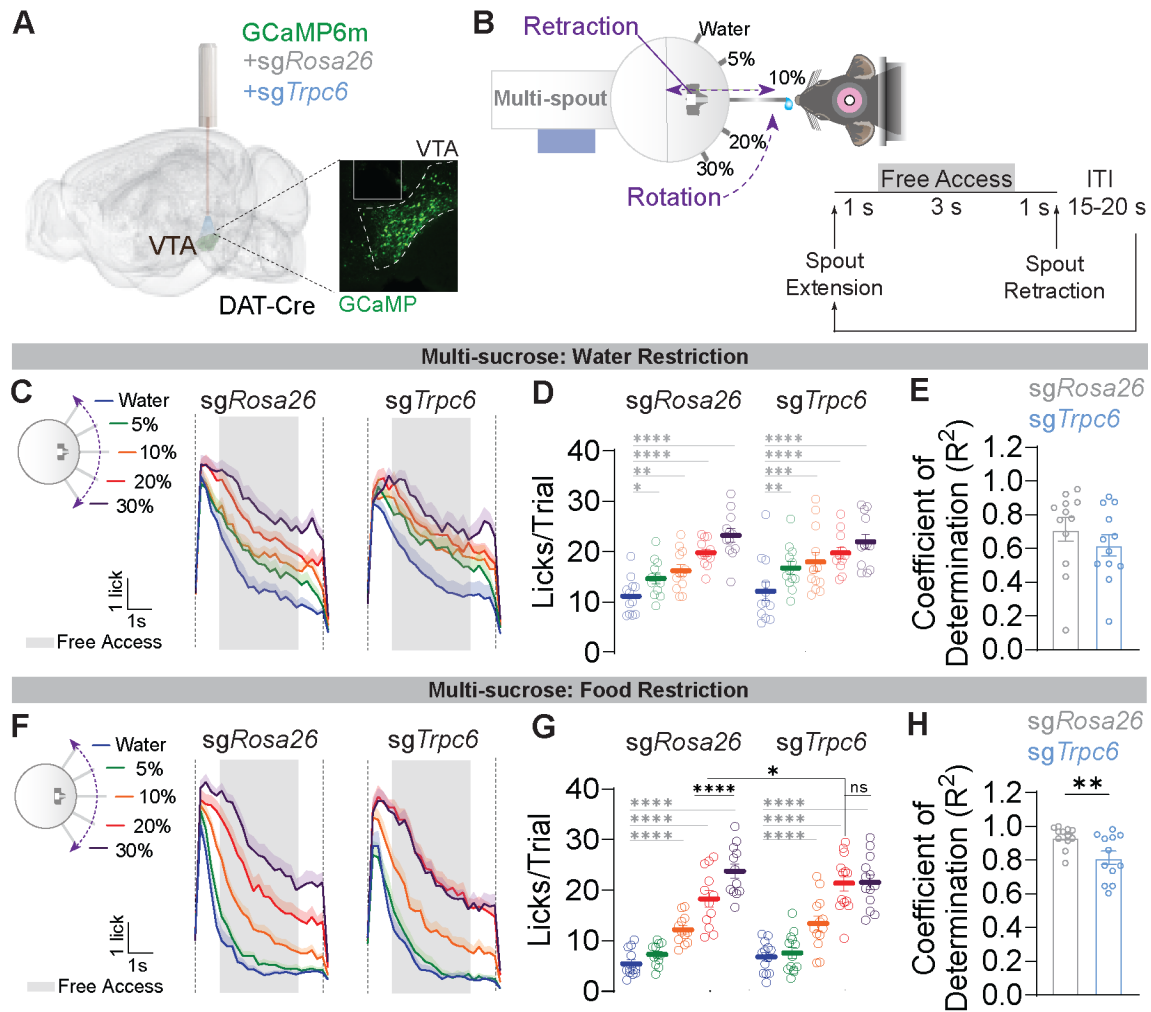 A
GCaMP6m
+sgRosa26
+sgTrpc6
VTA
VTA
DAT-Cre
GCaMP
B
Retraction
Water
5%
10%
Multi-spout
20%
30%
Rotation
Free Access
ITI
1 s
3 s
1 s
15-20 s
Spout
Extension
Spout
Retraction
Multi-sucrose: Water Restriction
C
Water
5%
10%
20%
30%
sgRosa26
sgTrpc6
1 lick
1s
Free Access
D
sgRosa26
sgTrpc6
Licks/Trial
40
30
20
10
0
****
****
**
*
****
****
***
**
E
sgRosa26
sgTrpc6
Coefficient of
Determination (R²)
1.2
1.0
0.8
0.6
0.4
0.2
0.0
Multi-sucrose: Food Restriction
F
Water
5%
10%
20%
30%
sgRosa26
sgTrpc6
1 lick
1s
Free Access
G
sgRosa26
sgTrpc6
Licks/Trial
40
30
20
10
0
*
****
ns
****
****
****
****
****
****
H
sgRosa26
sgTrpc6
**
Coefficient of
Determination (R²)
1.2
1.0
0.8
0.6
0.4
0.2
0.0